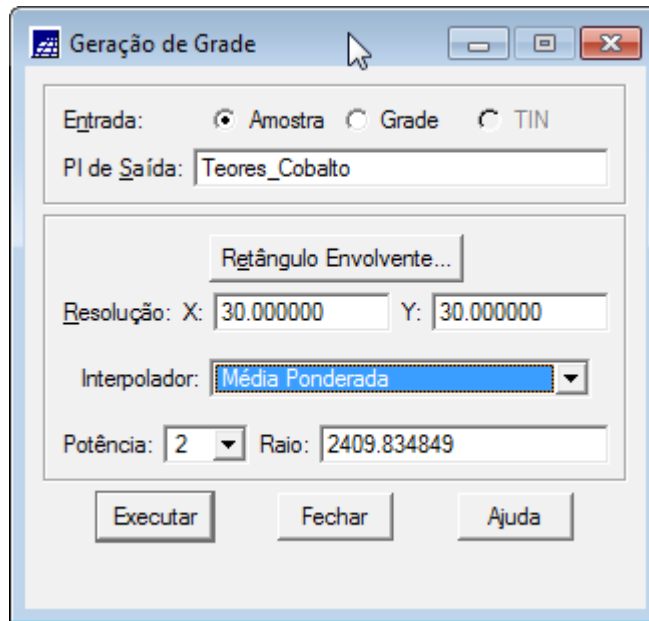 Geração de Grade
Entrada: Amostra Grade TIN
PI de Saída: Teores_Cobalto
Retângulo Envolvente...
Resolução: X: 30.000000 Y: 30.000000
Interpolador: Média Ponderada
Potência: 2 Raio: 2409.834849
Executar Fechar Ajuda